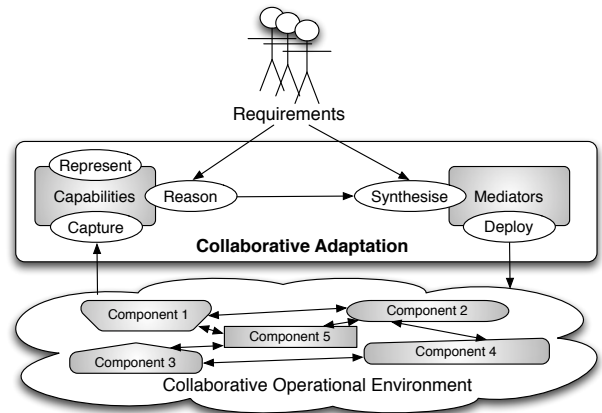 Requirements
Represent
Capabilities
Reason
Synthesise
Mediators
Capture
Deploy
Collaborative Adaptation
Component 1
Component 2
Component 5
Component 3
Component 4
Collaborative Operational Environment